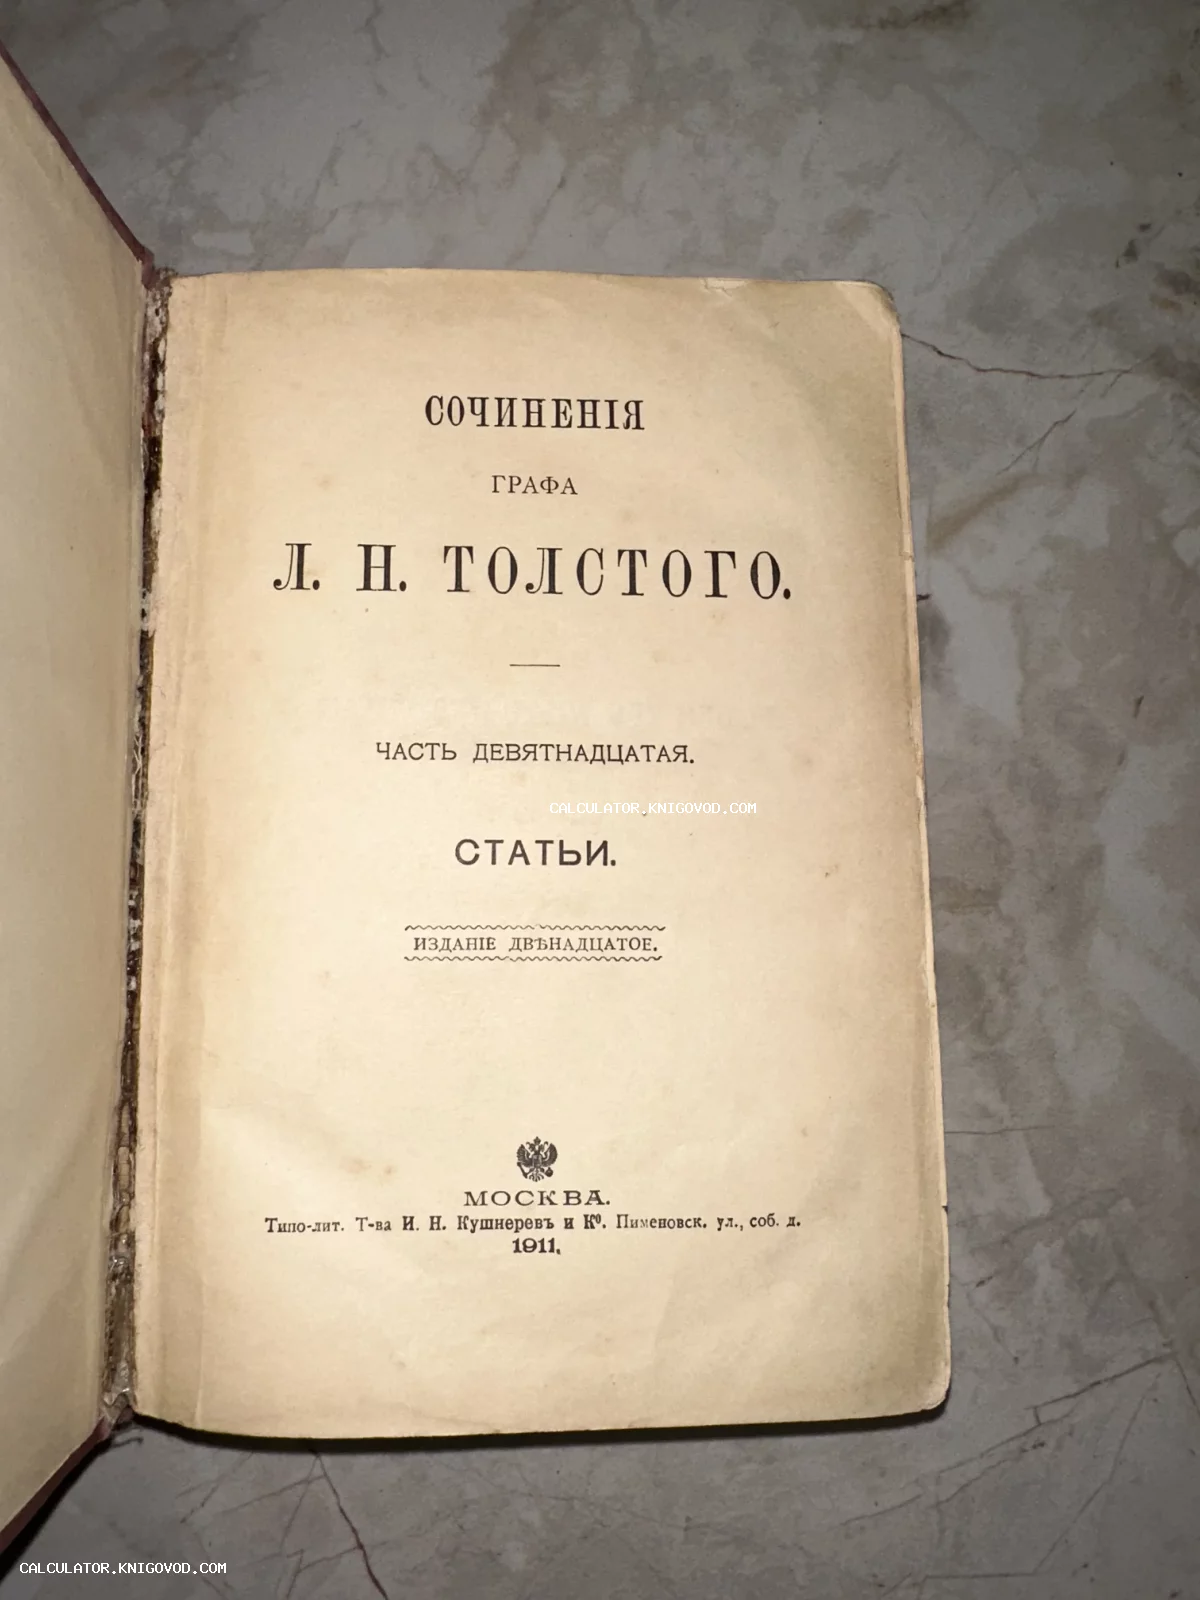 СОЧИНЕНІЯ
ГРАФА
Л. Н. ТОЛСТОГО.
ЧАСТЬ ДЕВЯТНАДЦАТАЯ.
CALCULATOR.KNIGOVOD.COM
СТАТЬИ.
ИЗДАНІЕ ДВѢНАДЦАТОЕ.
МОСКВА.
Типо-лит. Т-ва И. Н. Кушнеревъ и К⁰. Пименовск. ул., соб. д.
1911.
CALCULATOR.KNIGOVOD.COM